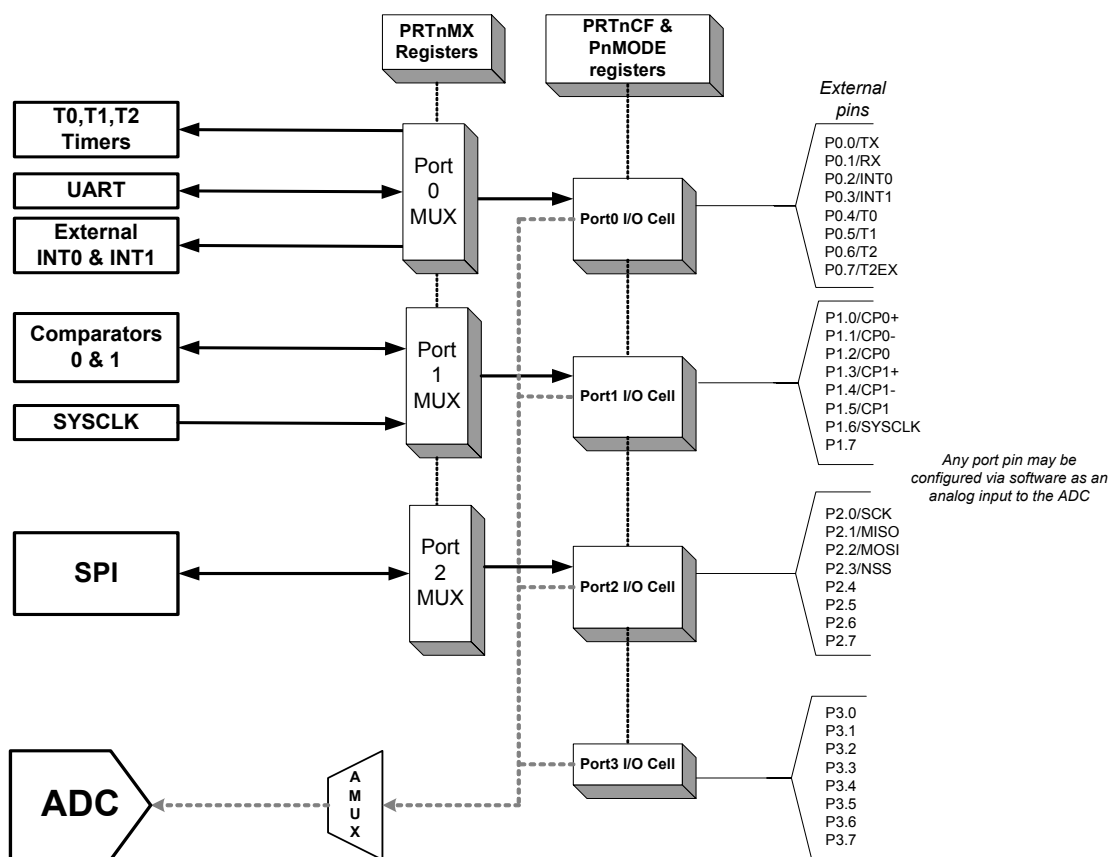 PRTnMX
Registers
PRTnCF &
PnMODE
registers
External
pins
T0,T1,T2
Timers
UART
External
INT0 & INT1
Port
0
MUX
Port0 I/O Cell
P0.0/TX
P0.1/RX
P0.2/INT0
P0.3/INT1
P0.4/T0
P0.5/T1
P0.6/T2
P0.7/T2EX
Comparators
0 & 1
SYSCLK
Port
1
MUX
Port1 I/O Cell
P1.0/CP0+
P1.1/CP0-
P1.2/CP0
P1.3/CP1+
P1.4/CP1-
P1.5/CP1
P1.6/SYSCLK
P1.7
Any port pin may be
configured via software as an
analog input to the ADC
SPI
Port
2
MUX
Port2 I/O Cell
P2.0/SCK
P2.1/MISO
P2.2/MOSI
P2.3/NSS
P2.4
P2.5
P2.6
P2.7
ADC
A
M
U
X
Port3 I/O Cell
P3.0
P3.1
P3.2
P3.3
P3.4
P3.5
P3.6
P3.7